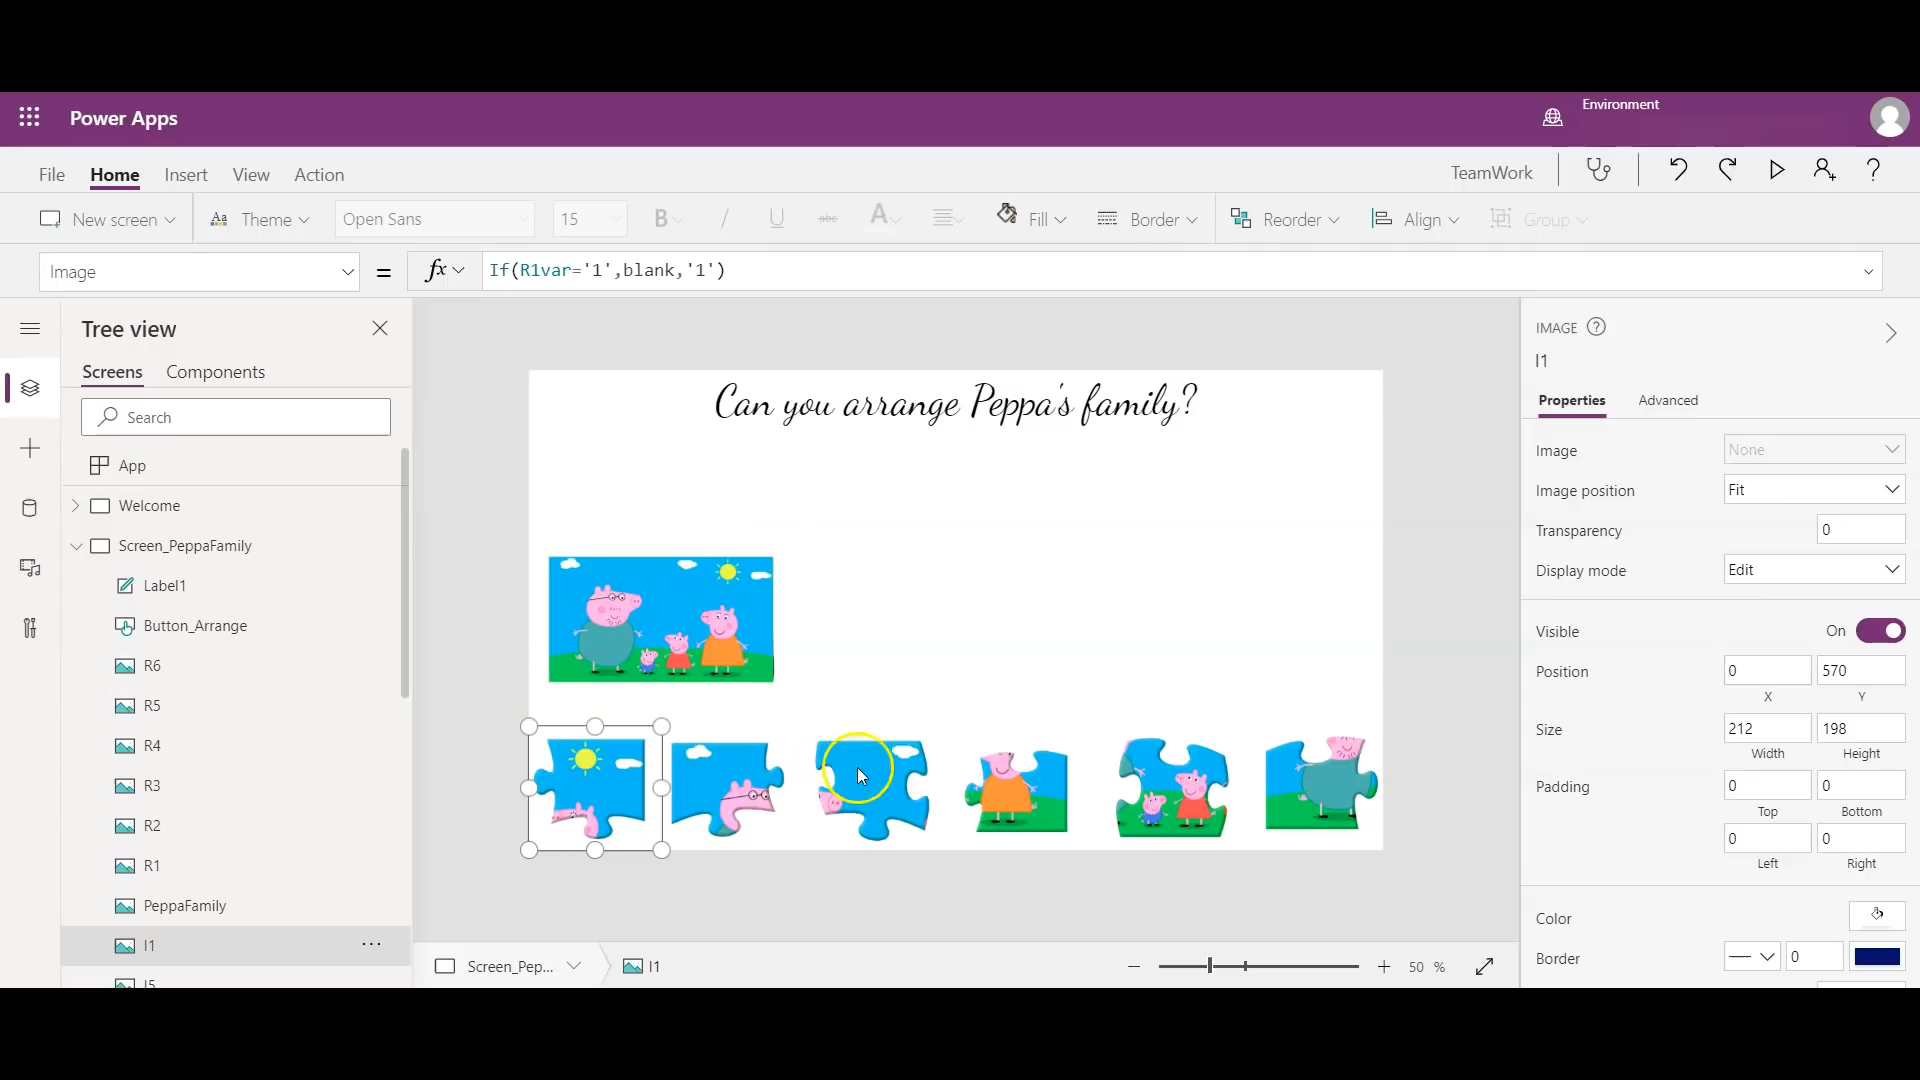 Power Apps
Environment
File Home Insert View Action
TeamWork
New screen Theme Open Sans 15 B / U abc A Fill Border Reorder Align Group
Image = fx If(R1var='1',blank,'1')
Tree view
Screens Components
Search
App
Welcome
Screen_PeppaFamily
Label1
Button_Arrange
R6
R5
R4
R3
R2
R1
PeppaFamily
I1
I5
Can you arrange Peppa's family?
Screen_Pep... I1
50 %
IMAGE ?
I1
Properties Advanced
Image None
Image position Fit
Transparency 0
Display mode Edit
Visible On
Position 0 570
X Y
Size 212 198
Width Height
Padding 0 0
Top Bottom
0 0
Left Right
Color
Border 0